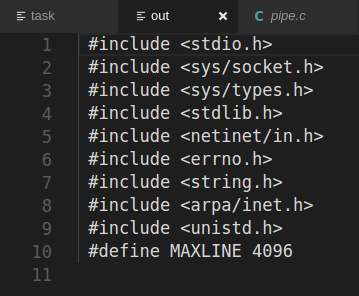 task out × C pipe.c
1 #include <stdio.h>
2 #include <sys/socket.h>
3 #include <sys/types.h>
4 #include <stdlib.h>
5 #include <netinet/in.h>
6 #include <errno.h>
7 #include <string.h>
8 #include <arpa/inet.h>
9 #include <unistd.h>
10 #define MAXLINE 4096
11